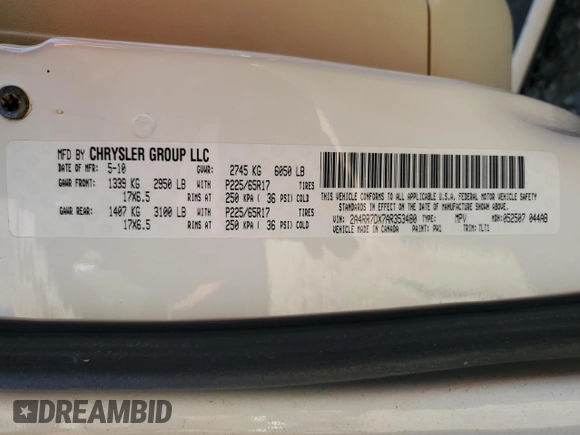 MFD BY CHRYSLER GROUP LLC
DATE OF MFR: 5-10 GVWR: 2745 KG 6050 LB
GAWR FRONT: 1339 KG 2950 LB WITH P225/65R17 TIRES
17X6.5 RIMS AT 250 KPA ( 36 PSI) COLD
GAWR REAR: 1407 KG 3100 LB WITH P225/65R17 TIRES
17X6.5 RIMS AT 250 KPA ( 36 PSI) COLD
THIS VEHICLE CONFORMS TO ALL APPLICABLE U.S.A. FEDERAL MOTOR VEHICLE SAFETY
STANDARDS IN EFFECT ON THE DATE OF MANUFACTURE SHOWN ABOVE.
VIN: 2A4RR7DX7AR353480 TYPE: MPV MDH:052507 044AB
VEHICLE MADE IN CANADA PAINT: PW1 TRIM: TLT1
DREAMBID